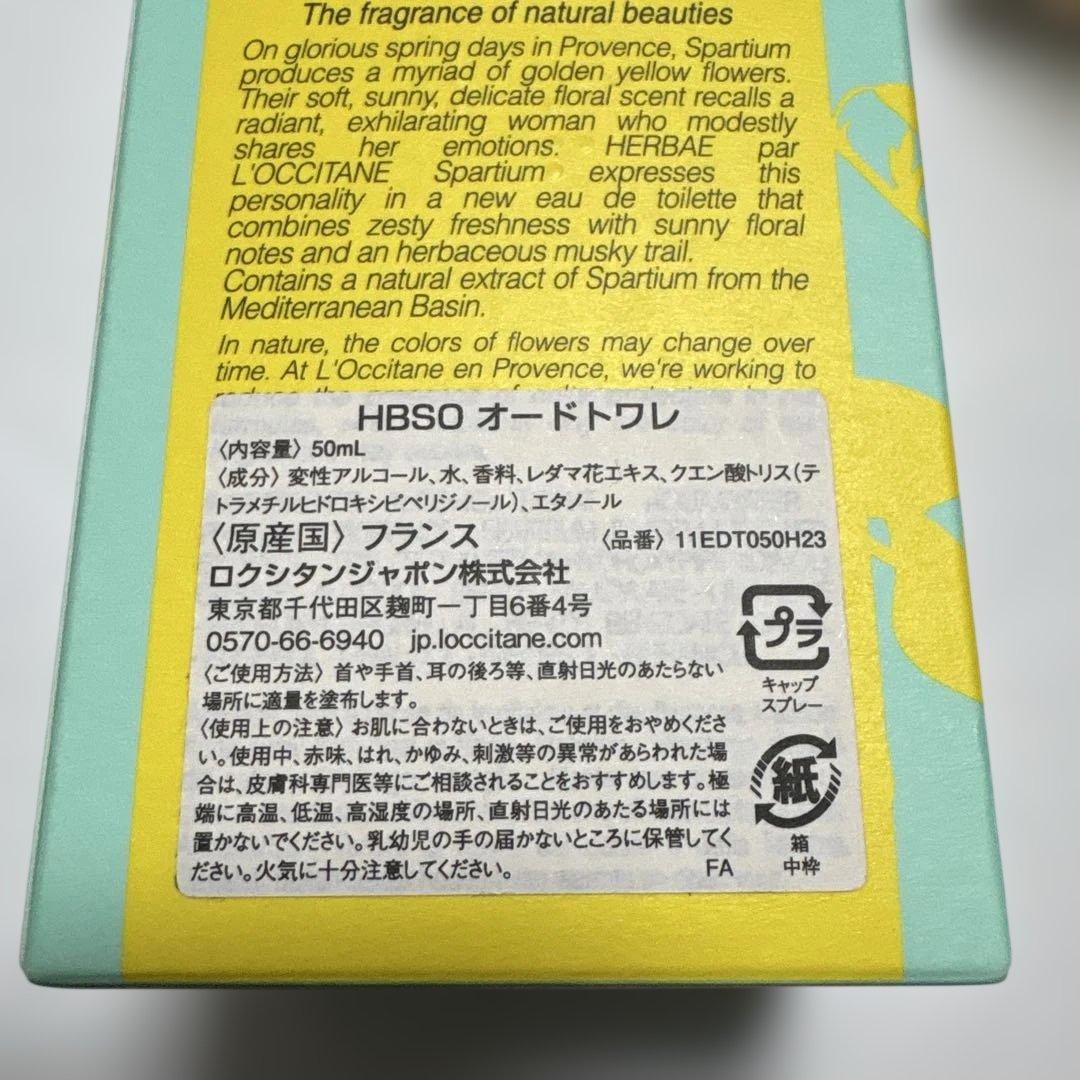 The fragrance of natural beauties
On glorious spring days in Provence, Spartium
produces a myriad of golden yellow flowers.
Their soft, sunny, delicate floral scent recalls a
radiant, exhilarating woman who modestly
shares her emotions. HERBAE par
L'OCCITANE Spartium expresses this
personality in a new eau de toilette that
combines zesty freshness with sunny floral
notes and an herbaceous musky trail.
Contains a natural extract of Spartium from the
Mediterranean Basin.
In nature, the colors of flowers may change over
time. At L'Occitane en Provence, we're working to
HBSO オードトワレ
〈内容量〉 50mL
〈成分〉 変性アルコール、水、香料、レダマ花エキス、クエン酸トリス(テ
トラメチルヒドロキシピペリジノール)、エタノール
〈原産国〉 フランス 〈品番〉 11EDT050H23
ロクシタンジャポン株式会社
東京都千代田区麹町一丁目6番4号
0570-66-6940 jp.loccitane.com
〈ご使用方法〉 首や手首、耳の後ろ等、直射日光のあたらない
場所に適量を塗布します。
〈使用上の注意〉 お肌に合わないときは、ご使用をおやめくださ
い。使用中、赤味、はれ、かゆみ、刺激等の異常があらわれた場
合は、皮膚科専門医等にご相談されることをおすすめします。極
端に高温、低温、高湿度の場所、直射日光のあたる場所には
置かないでください。乳幼児の手の届かないところに保管してく
ださい。火気に十分注意してください。 FA
プラ
キャップ
スプレー
紙
箱
中枠